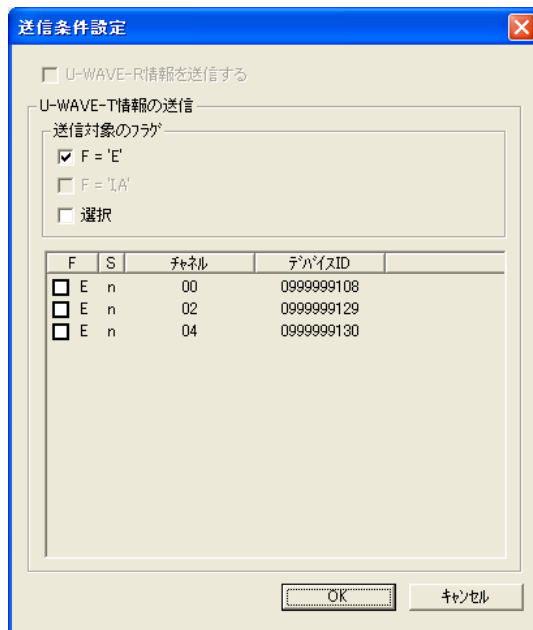 送信条件設定
U-WAVE-R情報を送信する
U-WAVE-T情報の送信
送信対象のﾌﾗｸﾞ
F = 'E'
F = 'I,A'
選択
F S ﾁｬﾈﾙ ﾃﾞﾊﾞｲｽID
E n 00 0999999108
E n 02 0999999129
E n 04 0999999130
OK ｷｬﾝｾﾙ